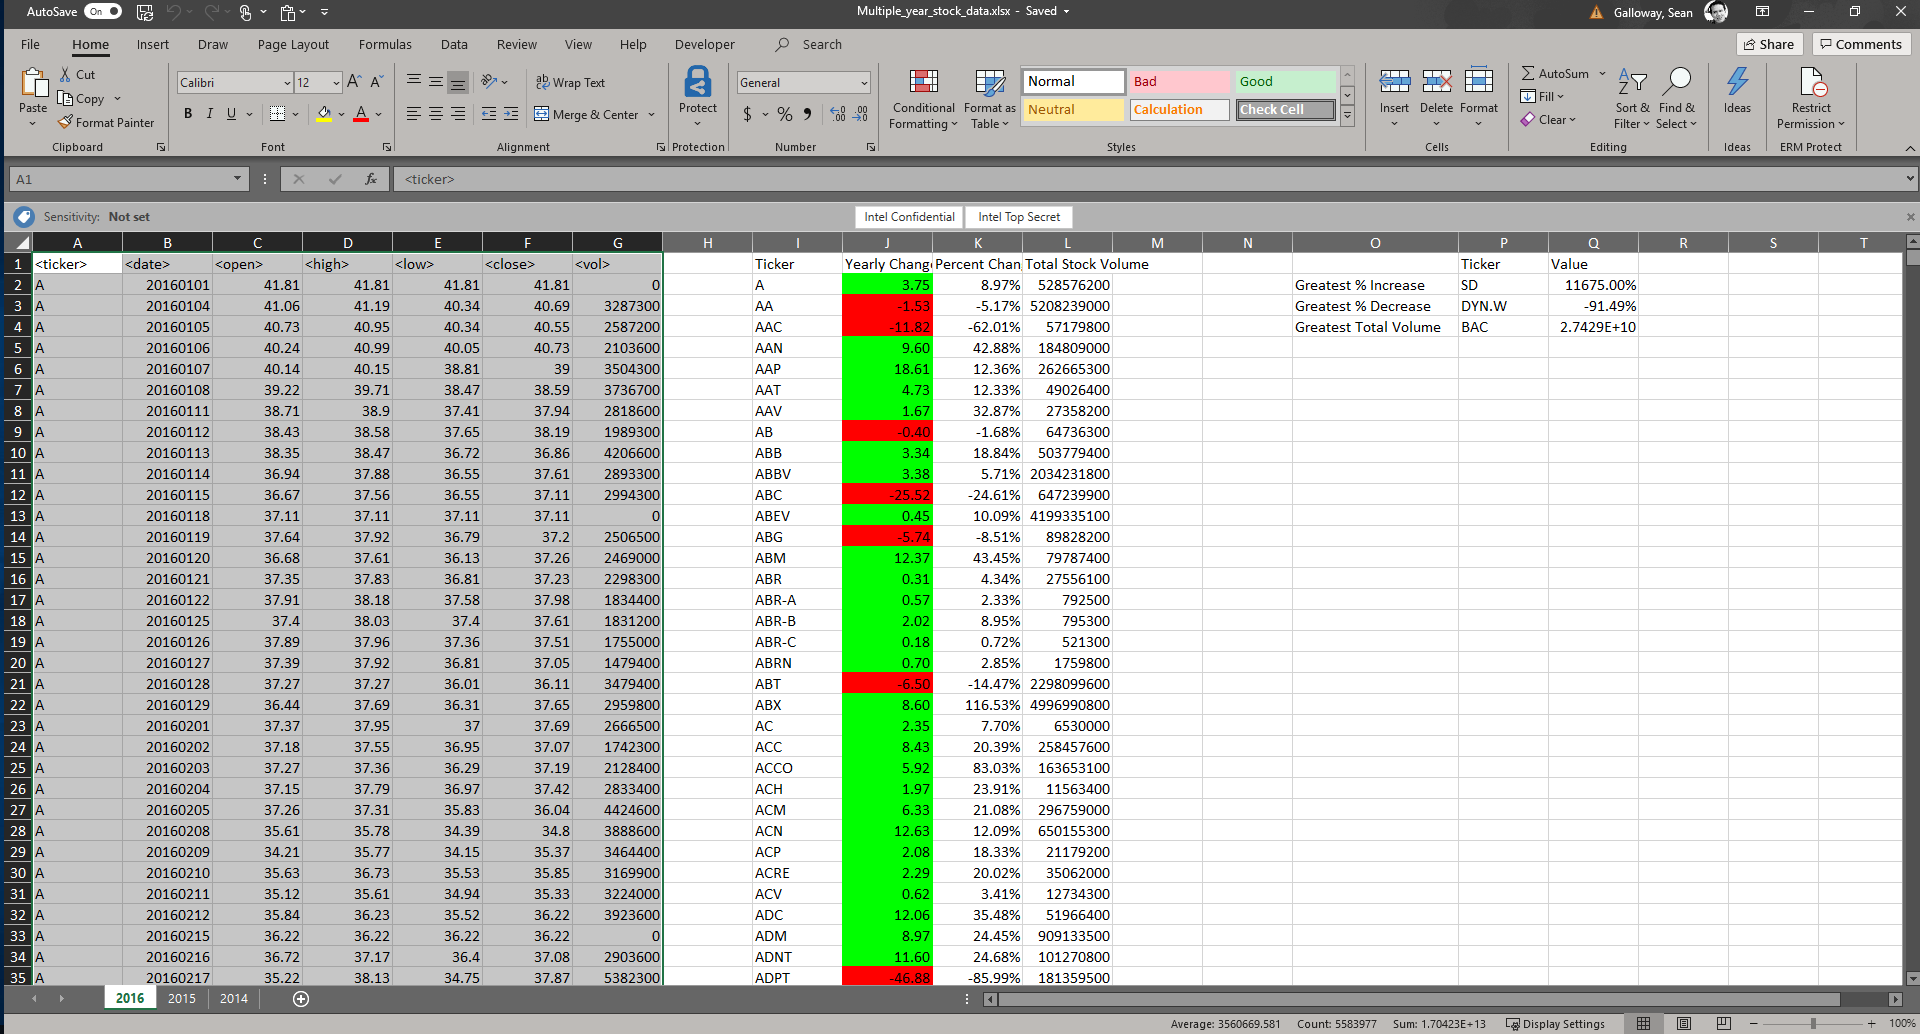 AutoSave On Multiple_year_stock_data.xlsx - Saved Galloway, Sean
File Home Insert Draw Page Layout Formulas Data Review View Help Developer Search Share Comments
Paste Cut Copy Format Painter Clipboard
Calibri 12 B I U A A A Font
ab Wrap Text Merge & Center Alignment
Protect Protection
General $ % Number
Conditional Formatting Format as Table Normal Bad Good Neutral Calculation Check Cell Styles
Insert Delete Format Cells
AutoSum Fill Clear Sort & Filter Find & Select Editing
Ideas Ideas
Restrict Permission ERM Protect
A1 fx <ticker>
Sensitivity: Not set Intel Confidential Intel Top Secret
A B C D E F G H I J K L M N O P Q R S T
1 <ticker> <date> <open> <high> <low> <close> <vol> Ticker Yearly Chang Percent Chan Total Stock Volume Ticker Value
2 A 20160101 41.81 41.81 41.81 41.81 0 A 3.75 8.97% 528576200 Greatest % Increase SD 11675.00%
3 A 20160104 41.06 41.19 40.34 40.69 3287300 AA -1.53 -5.17% 5208239000 Greatest % Decrease DYN.W -91.49%
4 A 20160105 40.73 40.95 40.34 40.55 2587200 AAC -11.82 -62.01% 57179800 Greatest Total Volume BAC 2.7429E+10
5 A 20160106 40.24 40.99 40.05 40.73 2103600 AAN 9.60 42.88% 184809000
6 A 20160107 40.14 40.15 38.81 39 3504300 AAP 18.61 12.36% 262665300
7 A 20160108 39.22 39.71 38.47 38.59 3736700 AAT 4.73 12.33% 49026400
8 A 20160111 38.71 38.9 37.41 37.94 2818600 AAV 1.67 32.87% 27358200
9 A 20160112 38.43 38.58 37.65 38.19 1989300 AB -0.40 -1.68% 64736300
10 A 20160113 38.35 38.47 36.72 36.86 4206600 ABB 3.34 18.84% 503779400
11 A 20160114 36.94 37.88 36.55 37.61 2893300 ABBV 3.38 5.71% 2034231800
12 A 20160115 36.67 37.56 36.55 37.11 2994300 ABC -25.52 -24.61% 647239900
13 A 20160118 37.11 37.11 37.11 37.11 0 ABEV 0.45 10.09% 4199335100
14 A 20160119 37.64 37.92 36.79 37.2 2506500 ABG -5.74 -8.51% 89828200
15 A 20160120 36.68 37.61 36.13 37.26 2469000 ABM 12.37 43.45% 79787400
16 A 20160121 37.35 37.83 36.81 37.23 2298300 ABR 0.31 4.34% 27556100
17 A 20160122 37.91 38.18 37.58 37.98 1834400 ABR-A 0.57 2.33% 792500
18 A 20160125 37.4 38.03 37.4 37.61 1831200 ABR-B 2.02 8.95% 795300
19 A 20160126 37.89 37.96 37.36 37.51 1755000 ABR-C 0.18 0.72% 521300
20 A 20160127 37.39 37.92 36.81 37.05 1479400 ABRN 0.70 2.85% 1759800
21 A 20160128 37.27 37.27 36.01 36.11 3479400 ABT -6.50 -14.47% 2298099600
22 A 20160129 36.44 37.69 36.31 37.65 2959800 ABX 8.60 116.53% 4996990800
23 A 20160201 37.37 37.95 37 37.69 2666500 AC 2.35 7.70% 6530000
24 A 20160202 37.18 37.55 36.95 37.07 1742300 ACC 8.43 20.39% 258457600
25 A 20160203 37.27 37.36 36.29 37.19 2128400 ACCO 5.92 83.03% 163653100
26 A 20160204 37.15 37.79 36.97 37.42 2833400 ACH 1.97 23.91% 11563400
27 A 20160205 37.26 37.31 35.83 36.04 4424600 ACM 6.33 21.08% 296759000
28 A 20160208 35.61 35.78 34.39 34.8 3888600 ACN 12.63 12.09% 650155300
29 A 20160209 34.21 35.77 34.15 35.37 3464400 ACP 2.08 18.33% 21179200
30 A 20160210 35.63 36.73 35.53 35.85 3169900 ACRE 2.29 20.02% 35062000
31 A 20160211 35.12 35.61 34.94 35.33 3224000 ACV 0.62 3.41% 12734300
32 A 20160212 35.84 36.23 35.52 36.22 3923600 ADC 12.06 35.48% 51966400
33 A 20160215 36.22 36.22 36.22 36.22 0 ADM 8.97 24.45% 909133500
34 A 20160216 36.72 37.17 36.4 37.08 2903600 ADNT 11.60 24.68% 101270800
35 A 20160217 35.22 38.13 34.75 37.87 5382300 ADPT -46.88 -85.99% 181359500
2016 2015 2014
Average: 3560669.581 Count: 5583977 Sum: 1.70423E+13 Display Settings 100%